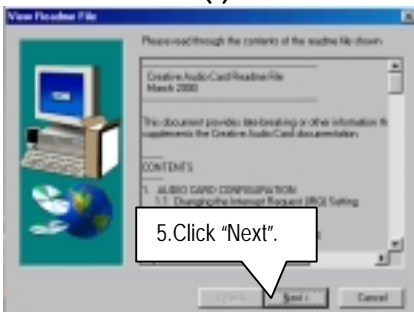 View Readme File
Please read through the contents of the readme file shown
Creative Audio Card Readme File
March 2000
This document provides late-breaking or other information th
supplements the Creative Audio Card documentation.
CONTENTS
1. AUDIO CARD CONFIGURATION
1.1 Changing the Interrupt Request (IRQ) Setting
5.Click “Next”.
Next >
Cancel